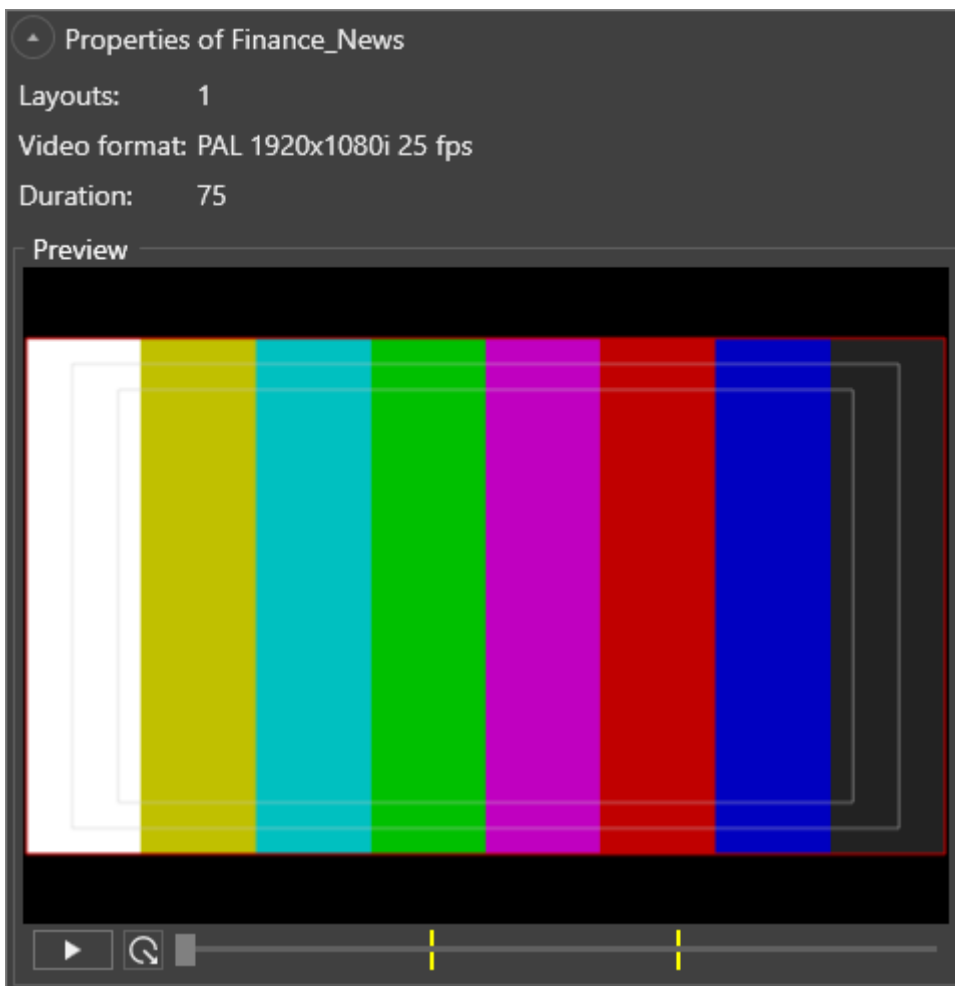 Properties of Finance_News
Layouts: 1
Video format: PAL 1920x1080i 25 fps
Duration: 75
Preview